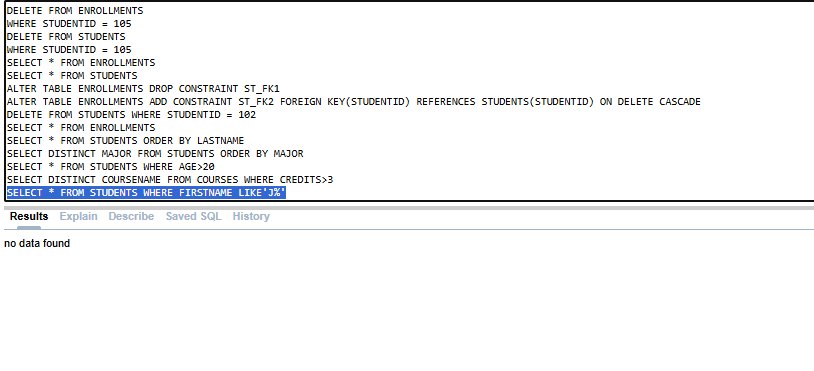 DELETE FROM ENROLLMENTS
WHERE STUDENTID = 105
DELETE FROM STUDENTS
WHERE STUDENTID = 105
SELECT * FROM ENROLLMENTS
SELECT * FROM STUDENTS
ALTER TABLE ENROLLMENTS DROP CONSTRAINT ST_FK1
ALTER TABLE ENROLLMENTS ADD CONSTRAINT ST_FK2 FOREIGN KEY(STUDENTID) REFERENCES STUDENTS(STUDENTID) ON DELETE CASCADE
DELETE FROM STUDENTS WHERE STUDENTID = 102
SELECT * FROM ENROLLMENTS
SELECT * FROM STUDENTS ORDER BY LASTNAME
SELECT DISTINCT MAJOR FROM STUDENTS ORDER BY MAJOR
SELECT * FROM STUDENTS WHERE AGE>20
SELECT DISTINCT COURSENAME FROM COURSES WHERE CREDITS>3
SELECT * FROM STUDENTS WHERE FIRSTNAME LIKE'J%'
Results Explain Describe Saved SQL History
no data found